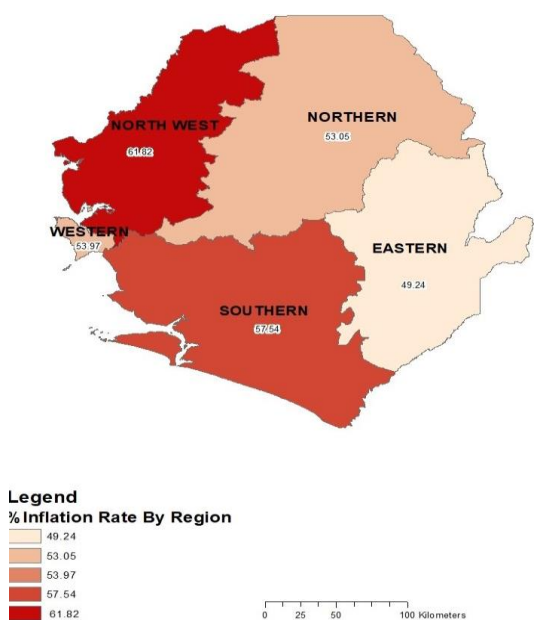 NORTHERN
53.05
NORTH WEST
61.82
WESTERN
53.97
EASTERN
49.24
SOUTHERN
57.54
Legend
% Inflation Rate By Region
49.24
53.05
53.97
57.54
61.82
0 25 50 100 Kilometers